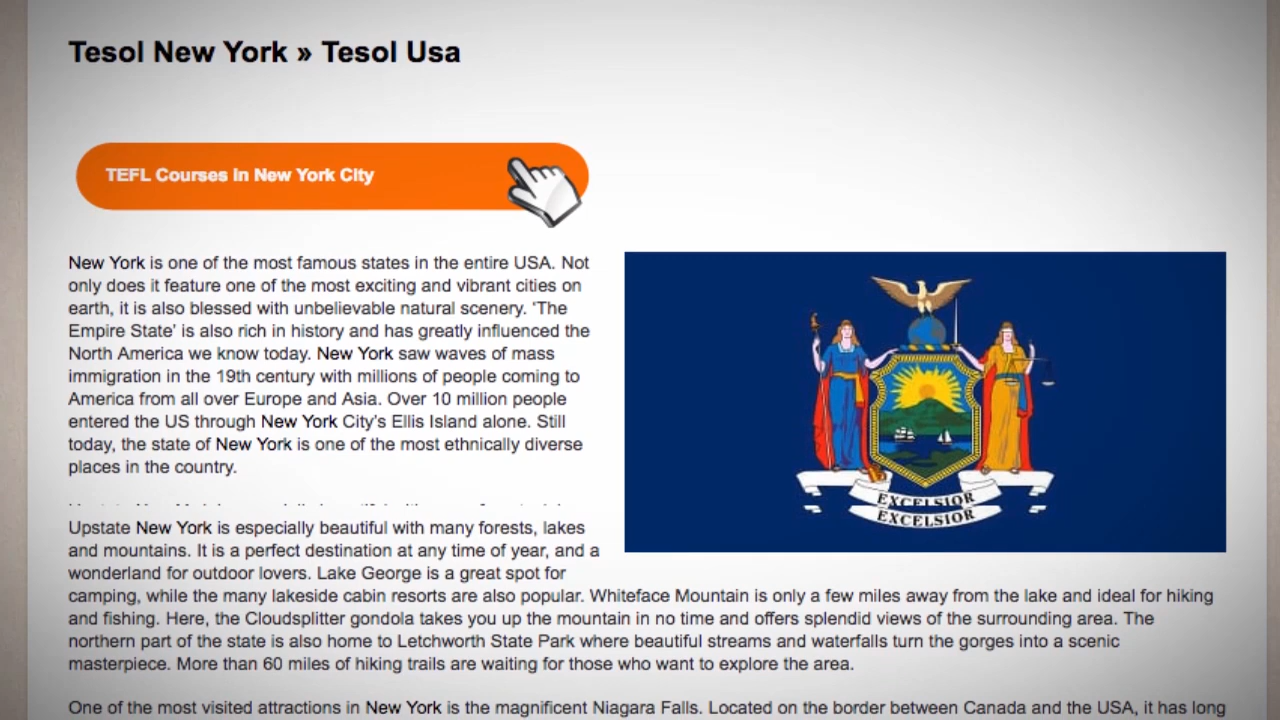 Tesol New York » Tesol Usa
TEFL Courses In New York City
New York is one of the most famous states in the entire USA. Not
only does it feature one of the most exciting and vibrant cities on
earth, it is also blessed with unbelievable natural scenery. ‘The
Empire State’ is also rich in history and has greatly influenced the
North America we know today. New York saw waves of mass
immigration in the 19th century with millions of people coming to
America from all over Europe and Asia. Over 10 million people
entered the US through New York City’s Ellis Island alone. Still
today, the state of New York is one of the most ethnically diverse
places in the country.
EXCELSIOR
EXCELSIOR
Upstate New York is especially beautiful with many forests, lakes
and mountains. It is a perfect destination at any time of year, and a
wonderland for outdoor lovers. Lake George is a great spot for
camping, while the many lakeside cabin resorts are also popular. Whiteface Mountain is only a few miles away from the lake and ideal for hiking
and fishing. Here, the Cloudsplitter gondola takes you up the mountain in no time and offers splendid views of the surrounding area. The
northern part of the state is also home to Letchworth State Park where beautiful streams and waterfalls turn the gorges into a scenic
masterpiece. More than 60 miles of hiking trails are waiting for those who want to explore the area.
One of the most visited attractions in New York is the magnificent Niagara Falls. Located on the border between Canada and the USA, it has long